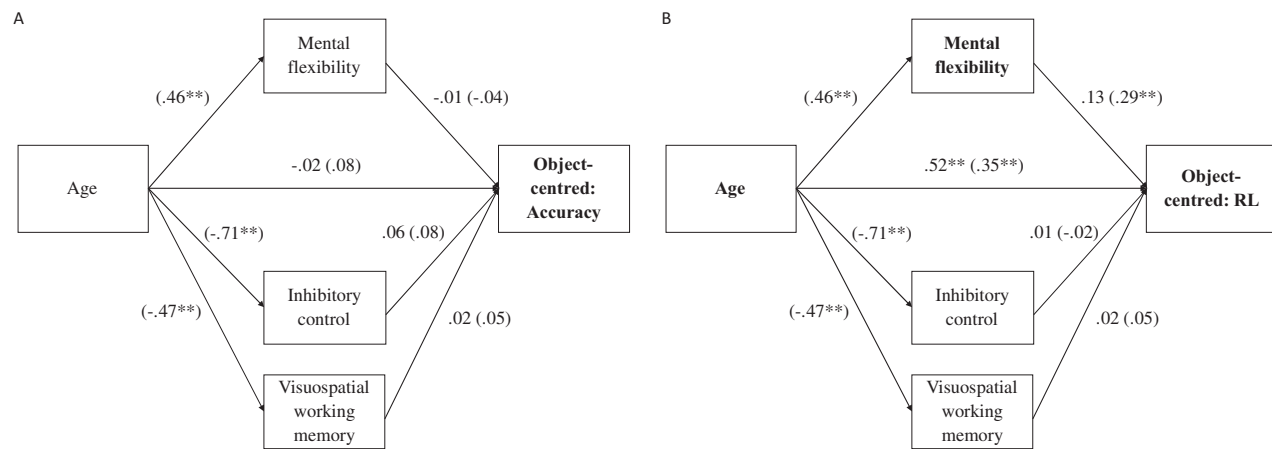 A
Mental
flexibility
(.46**)
-.01 (-.04)
-.02 (.08)
Age
Object-
centred:
Accuracy
(-.71**)
.06 (.08)
Inhibitory
control
(-.47**)
.02 (.05)
Visuospatial
working
memory
B
Mental
flexibility
(.46**)
.13 (.29**)
.52** (.35**)
Age
Object-
centred: RL
(-.71**)
.01 (-.02)
Inhibitory
control
(-.47**)
.02 (.05)
Visuospatial
working
memory